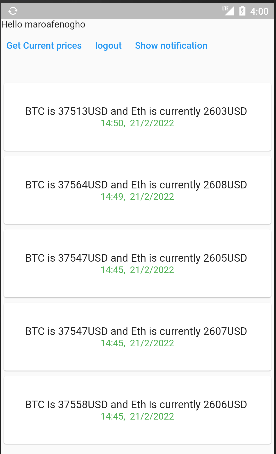 4:00
Hello maroafenogho
Get Current prices logout Show notification
BTC is 37513USD and Eth is currently 2603USD
14:50, 21/2/2022
BTC is 37564USD and Eth is currently 2608USD
14:49, 21/2/2022
BTC is 37547USD and Eth is currently 2605USD
14:45, 21/2/2022
BTC is 37547USD and Eth is currently 2607USD
14:45, 21/2/2022
BTC is 37558USD and Eth is currently 2606USD
14:45, 21/2/2022